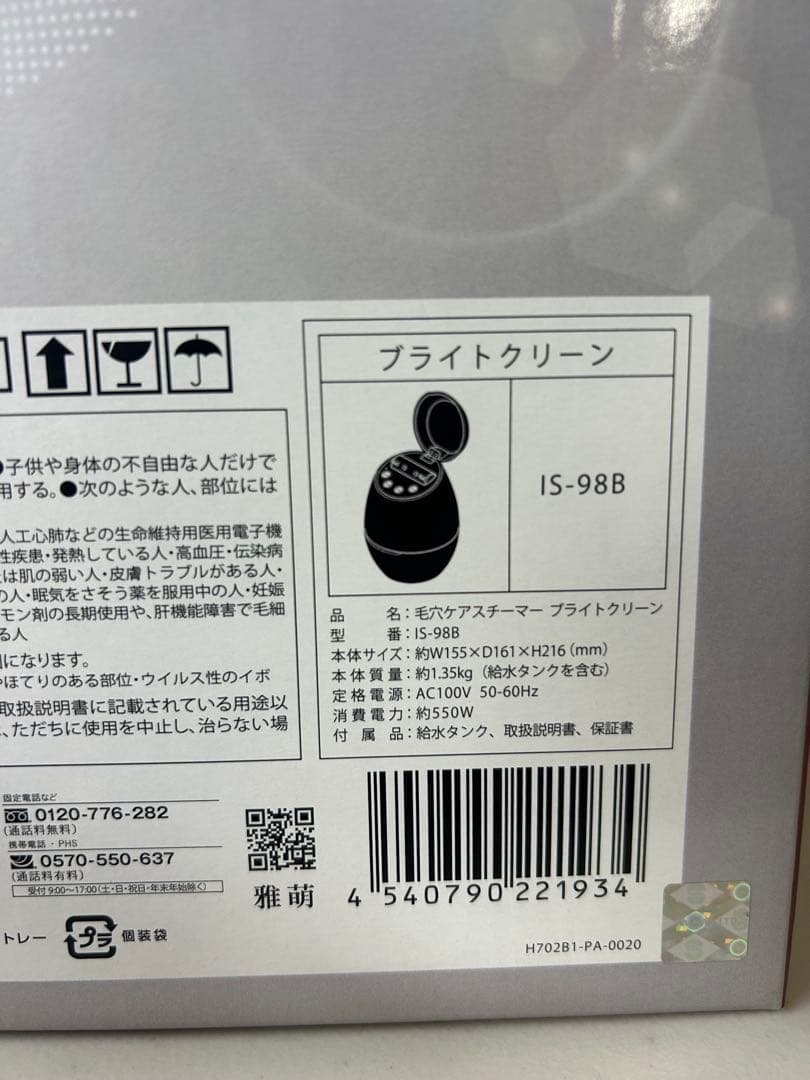 ブライトクリーン
IS-98B
●子供や身体の不自由な人だけで
用する。●次のような人、部位には
人工心肺などの生命維持用医用電子機
性疾患・発熱している人・高血圧・伝染病
は肌の弱い人・皮膚トラブルがある人・
の人・眠気をさそう薬を服用中の人・妊娠
モン剤の長期使用や、肝機能障害で毛細
る人
因になります。
やほてりのある部位・ウイルス性のイボ
取扱説明書に記載されている用途以
、ただちに使用を中止し、治らない場
品名：毛穴ケアスチーマー ブライトクリーン
型番：IS-98B
本体サイズ：約W155×D161×H216（mm）
本体質量：約1.35kg（給水タンクを含む）
定格電源：AC100V 50-60Hz
消費電力：約550W
付属品：給水タンク、取扱説明書、保証書
固定電話など
0120-776-282
（通話料無料）
携帯電話・PHS
0570-550-637
（通話料有料）
受付 9:00～17:00（土・日・祝日・年末年始除く）
雅萌
4 540790 221934
トレー
プラ
個装袋
H702B1-PA-0020